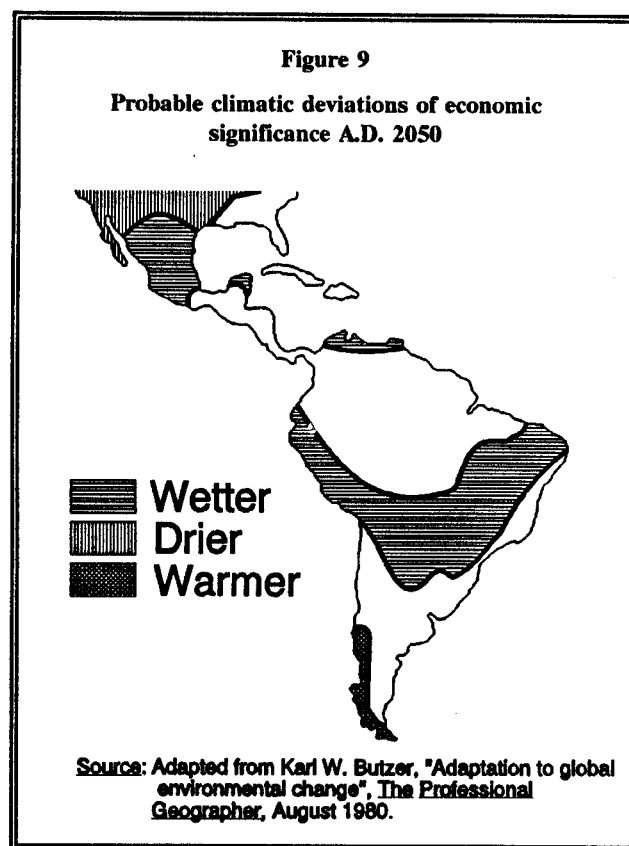 Figure 9
Probable climatic deviations of economic
significance A.D. 2050
Wetter
Drier
Warmer
Source: Adapted from Karl W. Butzer, "Adaptation to global
environmental change", The Professional
Geographer, August 1980.